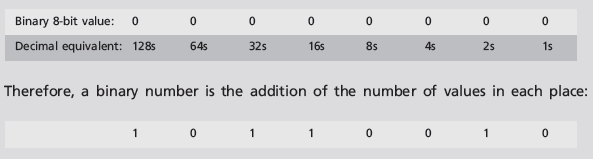 Binary 8-bit value: 0 0 0 0 0 0 0 0
Decimal equivalent: 128s 64s 32s 16s 8s 4s 2s 1s
Therefore, a binary number is the addition of the number of values in each place:
1 0 1 1 0 0 1 0